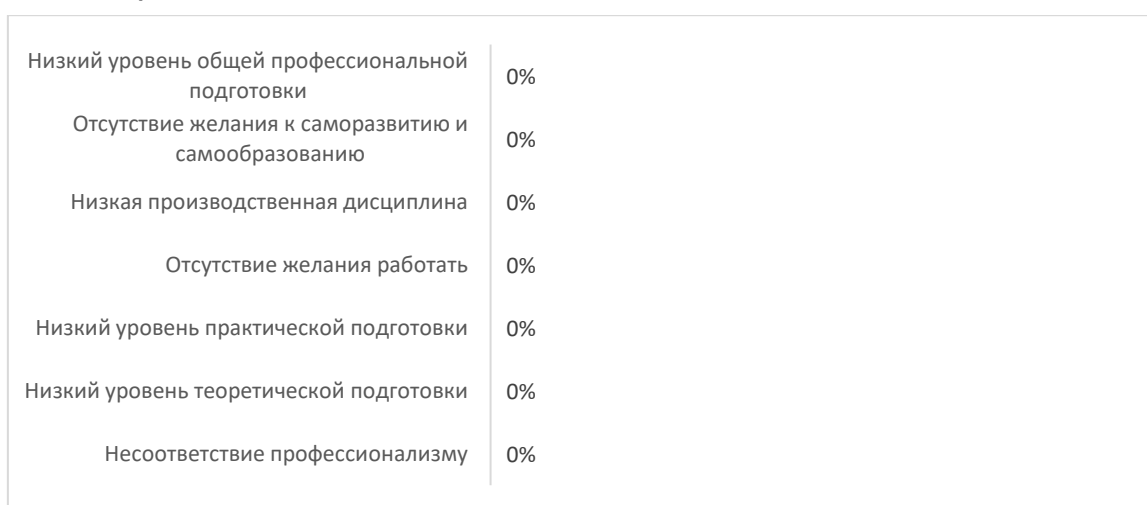 Низкий уровень общей профессиональной
подготовки
0%
Отсутствие желания к саморазвитию и
самообразованию
0%
Низкая производственная дисциплина
0%
Отсутствие желания работать
0%
Низкий уровень практической подготовки
0%
Низкий уровень теоретической подготовки
0%
Несоответствие профессионализму
0%